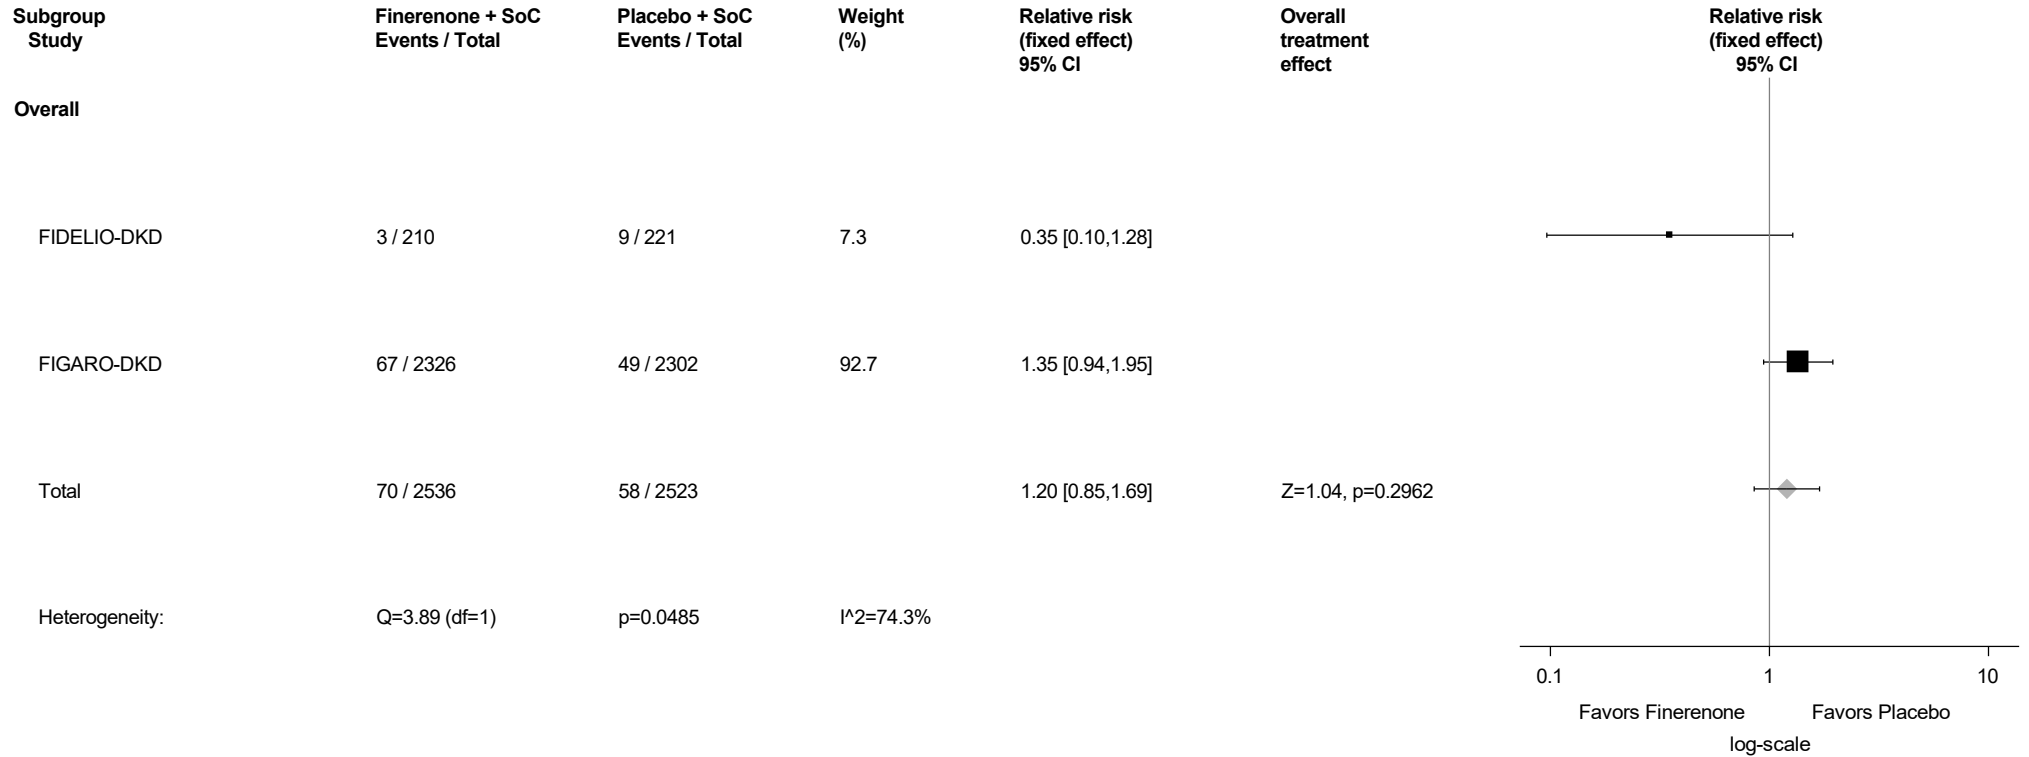 Subgroup Finerenone + SoC Placebo + SoC Weight Relative risk Overall Relative risk
Study Events / Total Events / Total (%) (fixed effect) treatment (fixed effect)
95% CI effect 95% CI
Overall
FIDELIO-DKD 3 / 210 9 / 221 7.3 0.35 [0.10,1.28]
FIGARO-DKD 67 / 2326 49 / 2302 92.7 1.35 [0.94,1.95]
Total 70 / 2536 58 / 2523 1.20 [0.85,1.69] Z=1.04, p=0.2962
Heterogeneity: Q=3.89 (df=1) p=0.0485 I^2=74.3%
0.1 1 10
Favors Finerenone Favors Placebo
log-scale